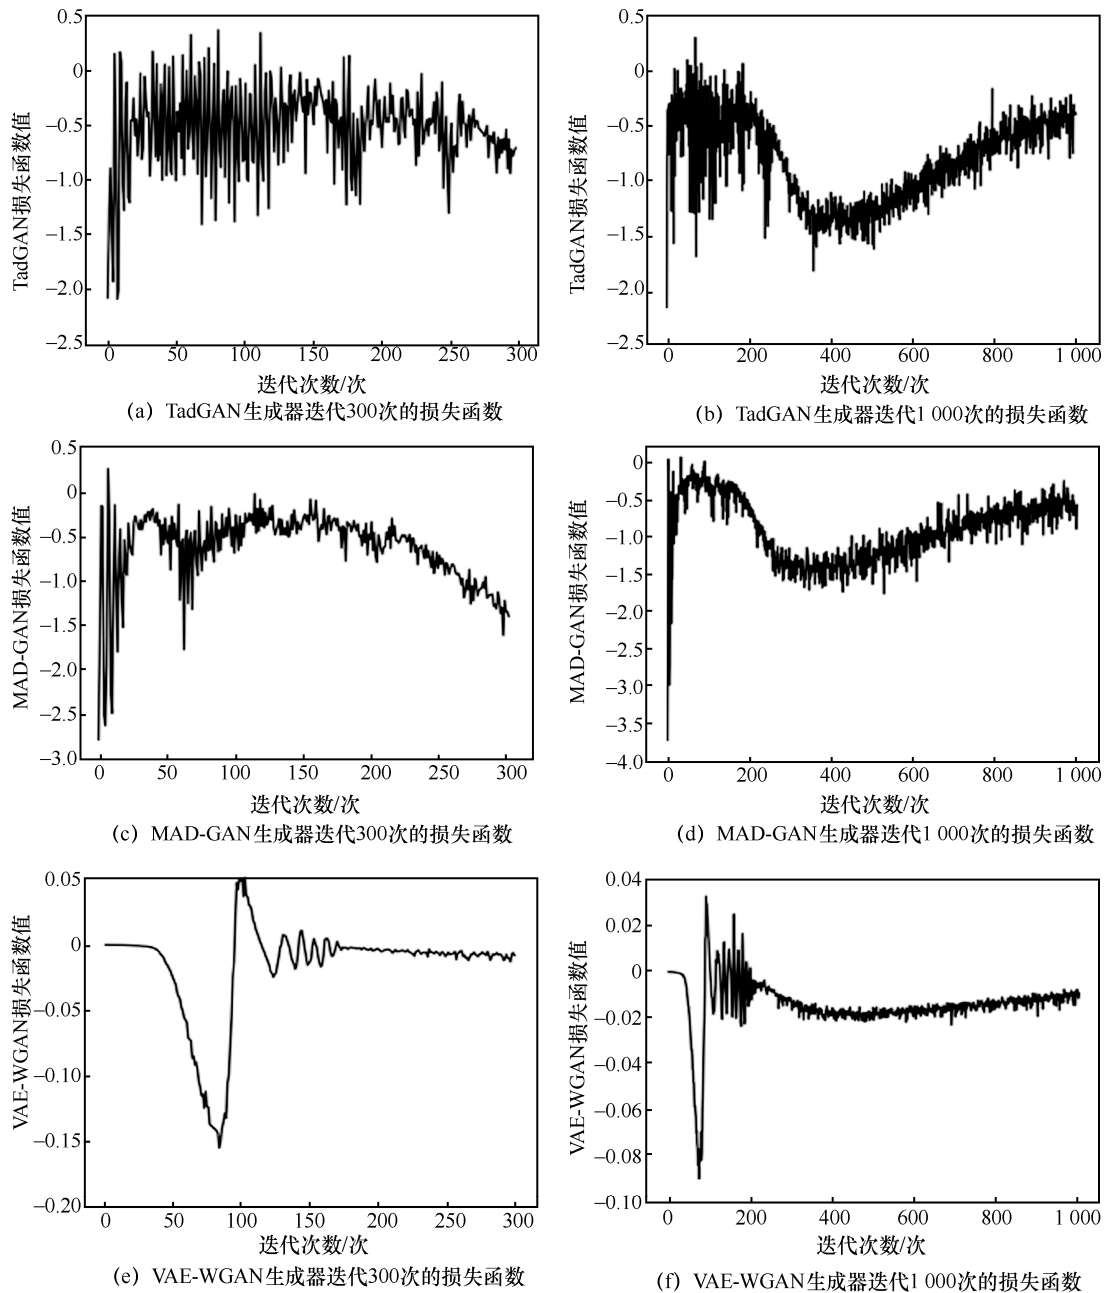 0.5
0
−0.5
−1.0
−1.5
−2.0
−2.5
TadGAN损失函数值
0 50 100 150 200 250 300
迭代次数/次
(a) TadGAN生成器迭代300次的损失函数
0.5
0
−0.5
−1.0
−1.5
−2.0
−2.5
TadGAN损失函数值
0 200 400 600 800 1 000
迭代次数/次
(b) TadGAN生成器迭代1 000次的损失函数
0.5
0
−0.5
−1.0
−1.5
−2.0
−2.5
−3.0
MAD-GAN损失函数值
0 50 100 150 200 250 300
迭代次数/次
(c) MAD-GAN生成器迭代300次的损失函数
0
−0.5
−1.0
−1.5
−2.0
−2.5
−3.0
−3.5
−4.0
MAD-GAN损失函数值
0 200 400 600 800 1 000
迭代次数/次
(d) MAD-GAN生成器迭代1 000次的损失函数
0.05
0
−0.05
−0.10
−0.15
−0.20
VAE-WGAN损失函数值
0 50 100 150 200 250 300
迭代次数/次
(e) VAE-WGAN生成器迭代300次的损失函数
0.04
0.02
0
−0.02
−0.04
−0.06
−0.08
−0.10
VAE-WGAN损失函数值
0 200 400 600 800 1 000
迭代次数/次
(f) VAE-WGAN生成器迭代1 000次的损失函数